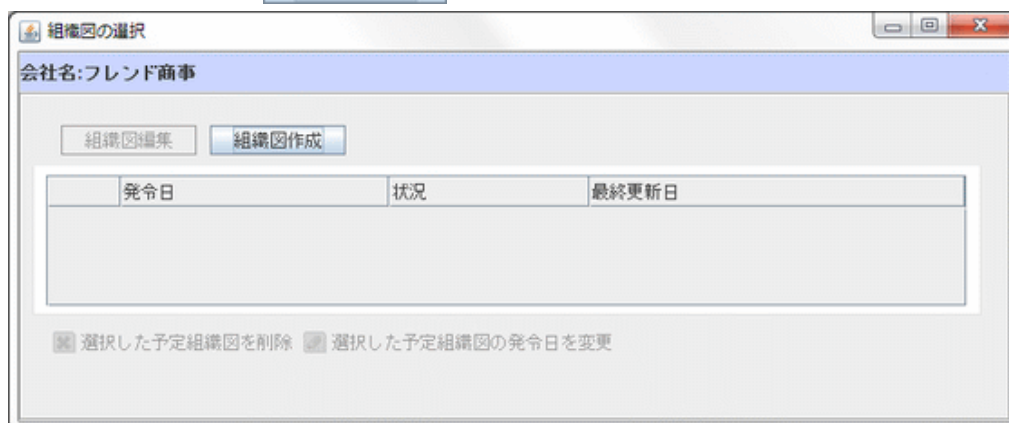 組織図の選択
会社名:フレンド商事
組織図編集 組織図作成
発令日 状況 最終更新日
選択した予定組織図を削除 選択した予定組織図の発令日を変更